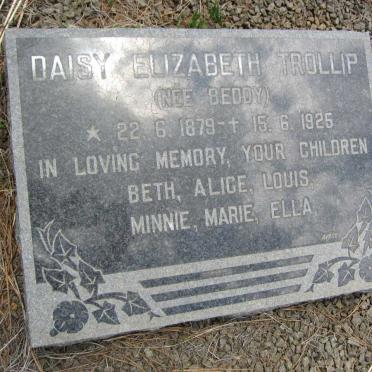 DAISY ELIZABETH TROLLIP
(NEE BEDDY)
* 22. 6. 1879 - † 15. 6. 1925
IN LOVING MEMORY, YOUR CHILDREN
BETH, ALICE, LOUIS,
MINNIE, MARIE, ELLA